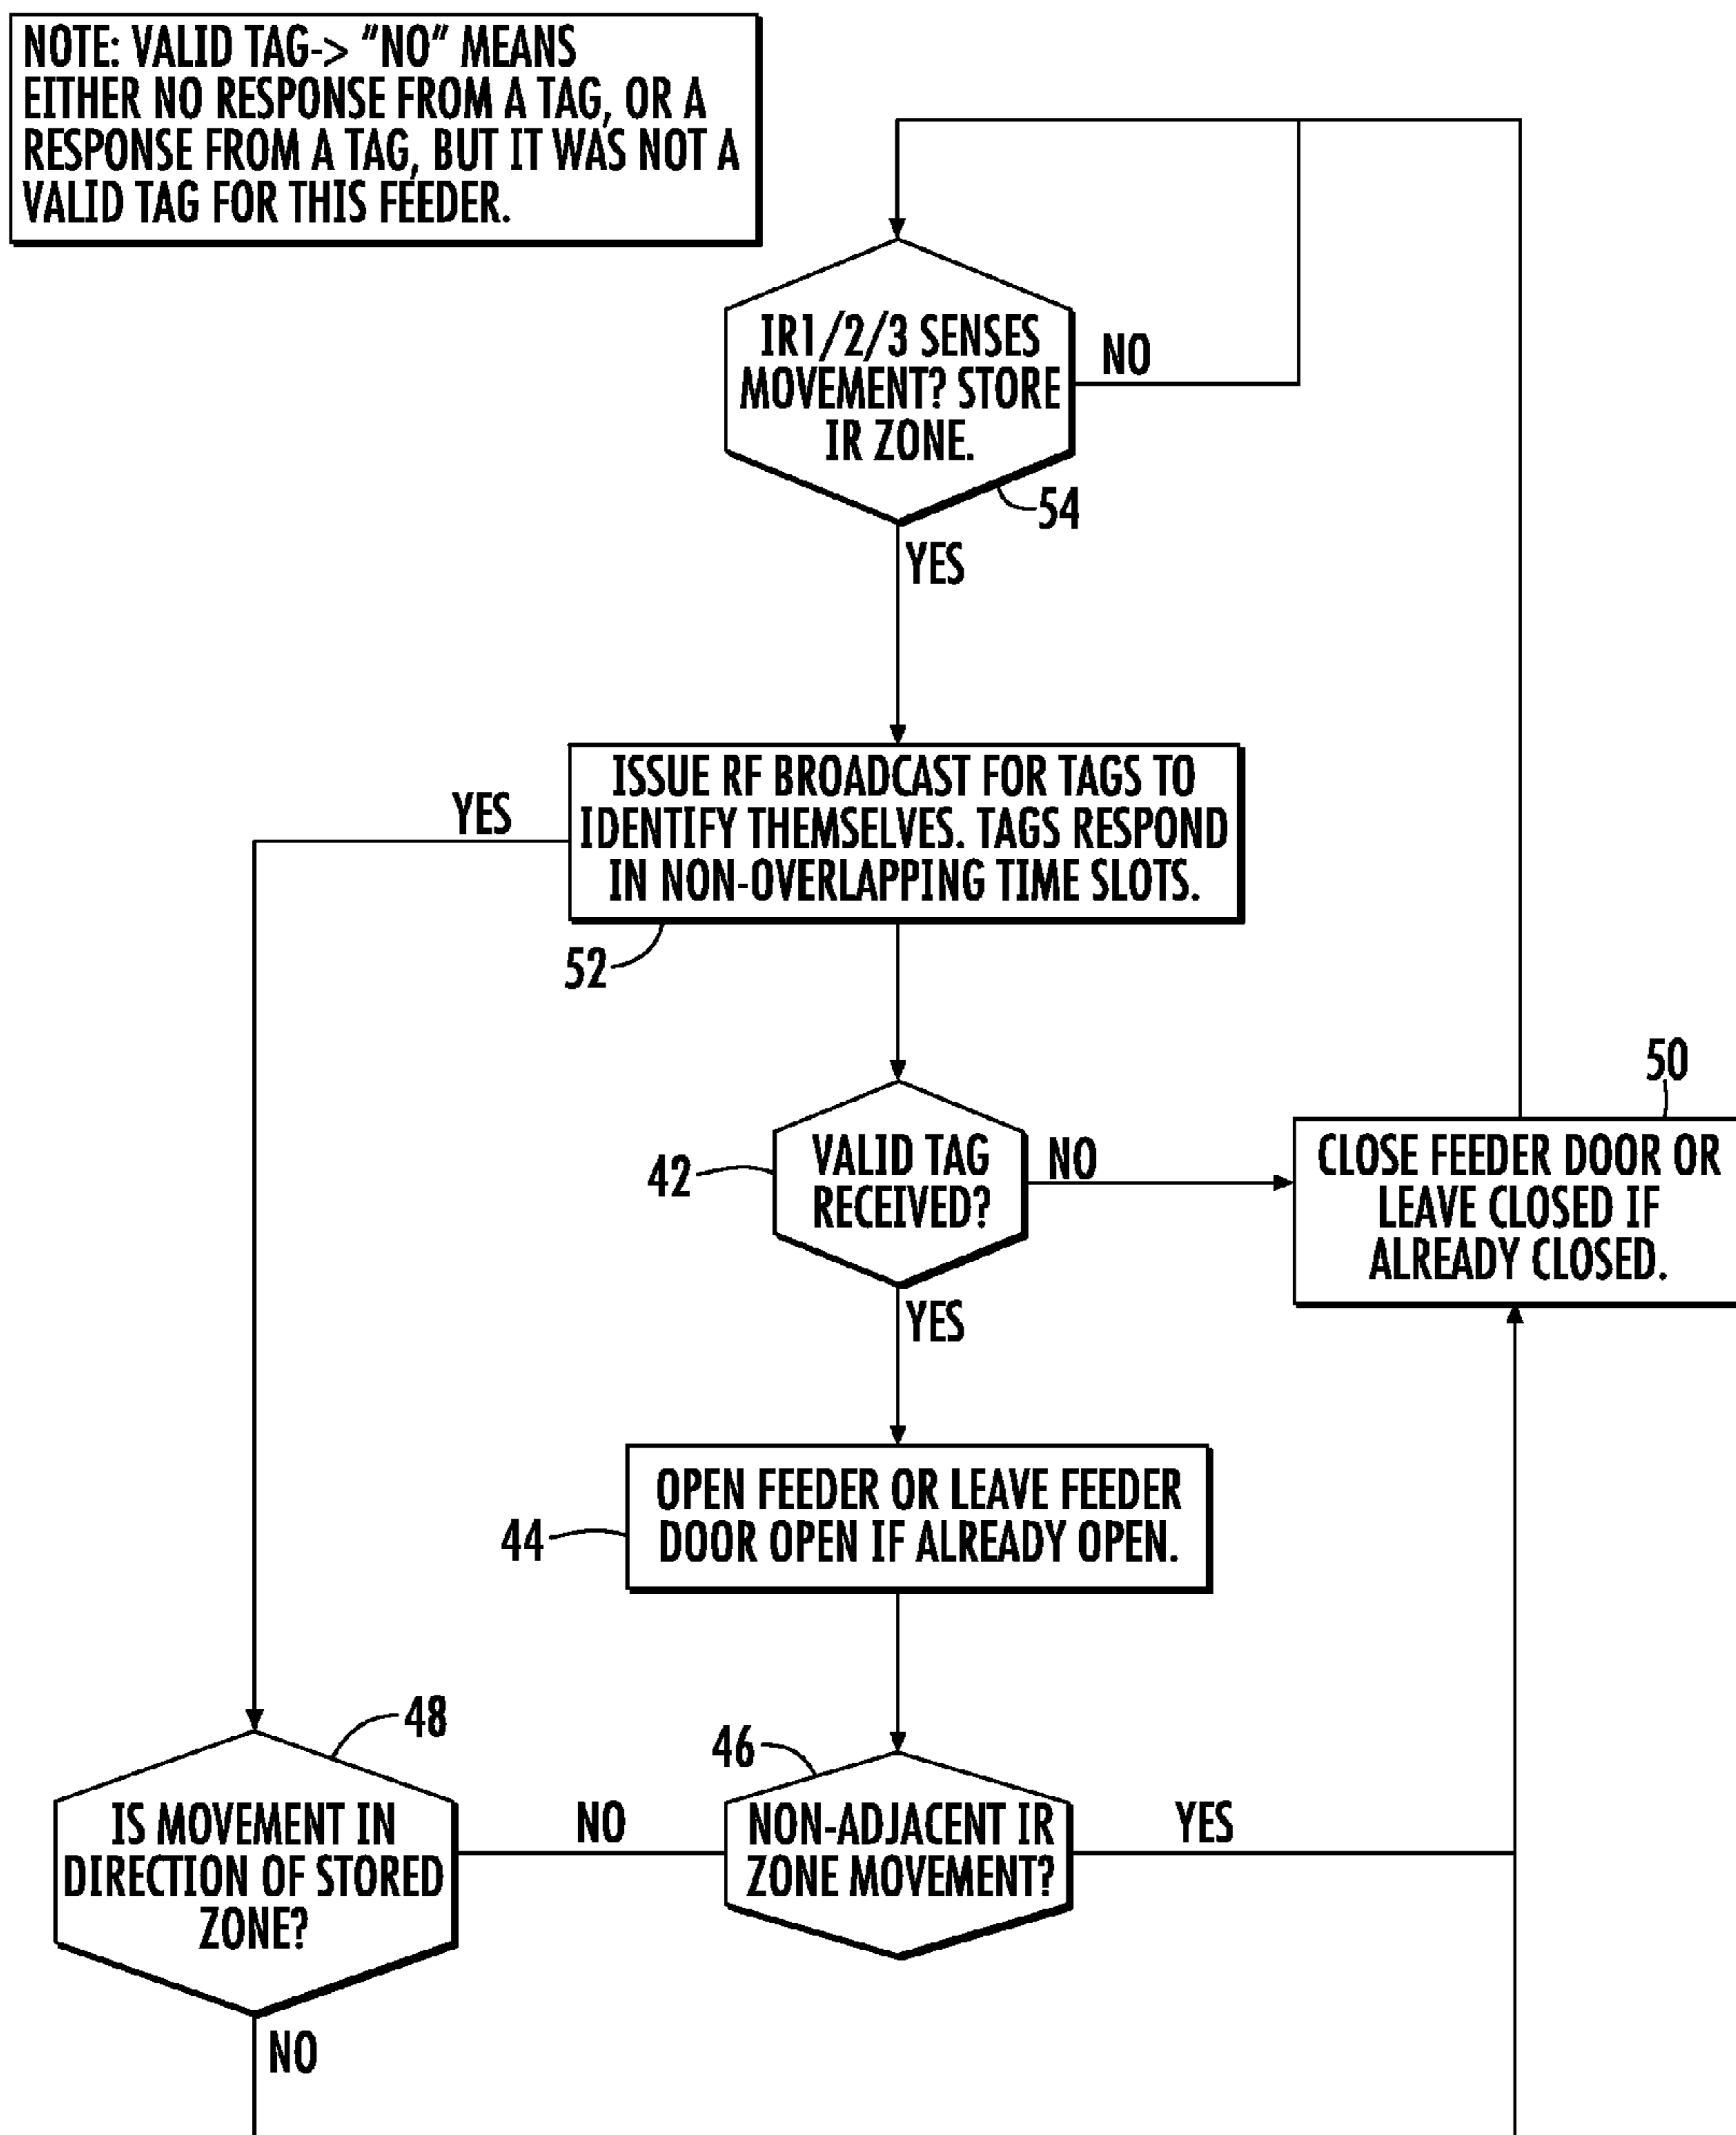 NOTE: VALID TAG-> "NO" MEANS
EITHER NO RESPONSE FROM A TAG, OR A
RESPONSE FROM A TAG, BUT IT WAS NOT A
VALID TAG FOR THIS FEEDER.
IR1/2/3 SENSES
MOVEMENT? STORE
IR ZONE.
NO
54
YES
ISSUE RF BROADCAST FOR TAGS TO
IDENTIFY THEMSELVES. TAGS RESPOND
IN NON-OVERLAPPING TIME SLOTS.
YES
52
50
VALID TAG
RECEIVED?
42
NO
CLOSE FEEDER DOOR OR
LEAVE CLOSED IF
ALREADY CLOSED.
YES
OPEN FEEDER OR LEAVE FEEDER
DOOR OPEN IF ALREADY OPEN.
44
48
46
IS MOVEMENT IN
DIRECTION OF STORED
ZONE?
NO
NON-ADJACENT IR
ZONE MOVEMENT?
YES
NO